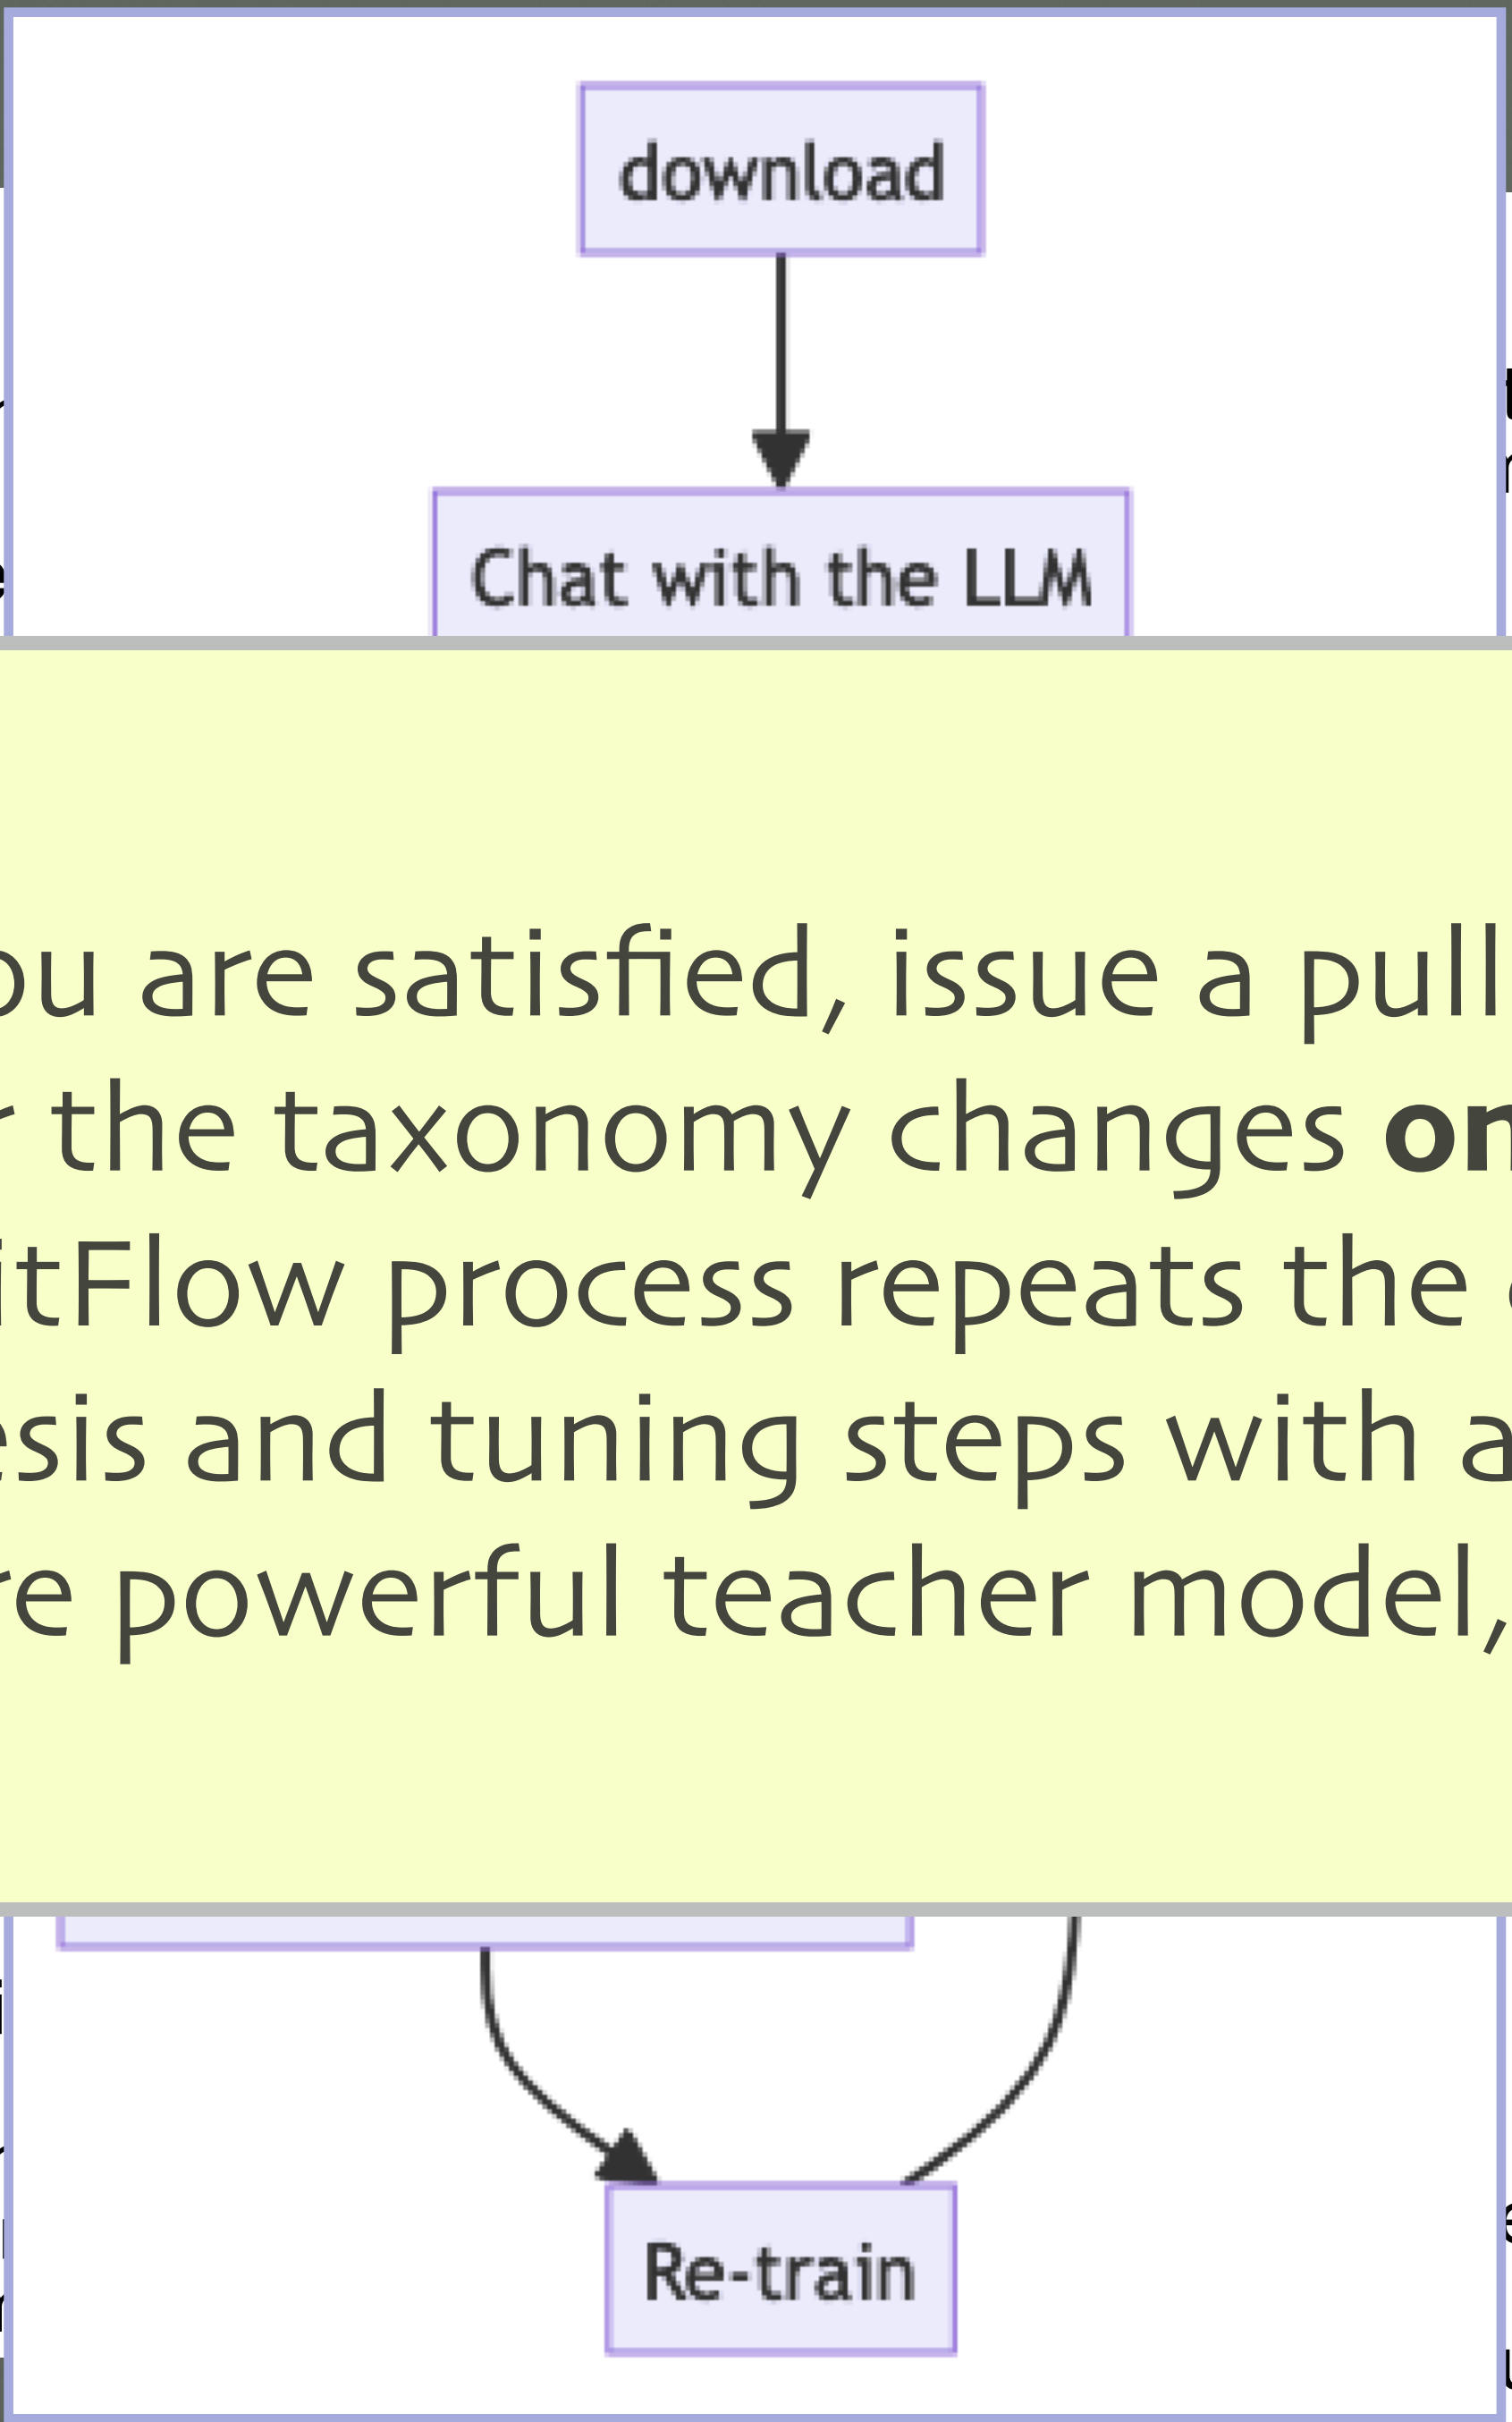 download
Chat with the LLM
ou are satisfied, issue a pull
r the taxonomy changes on
itFlow process repeats the
esis and tuning steps with a
re powerful teacher model,
Re-train